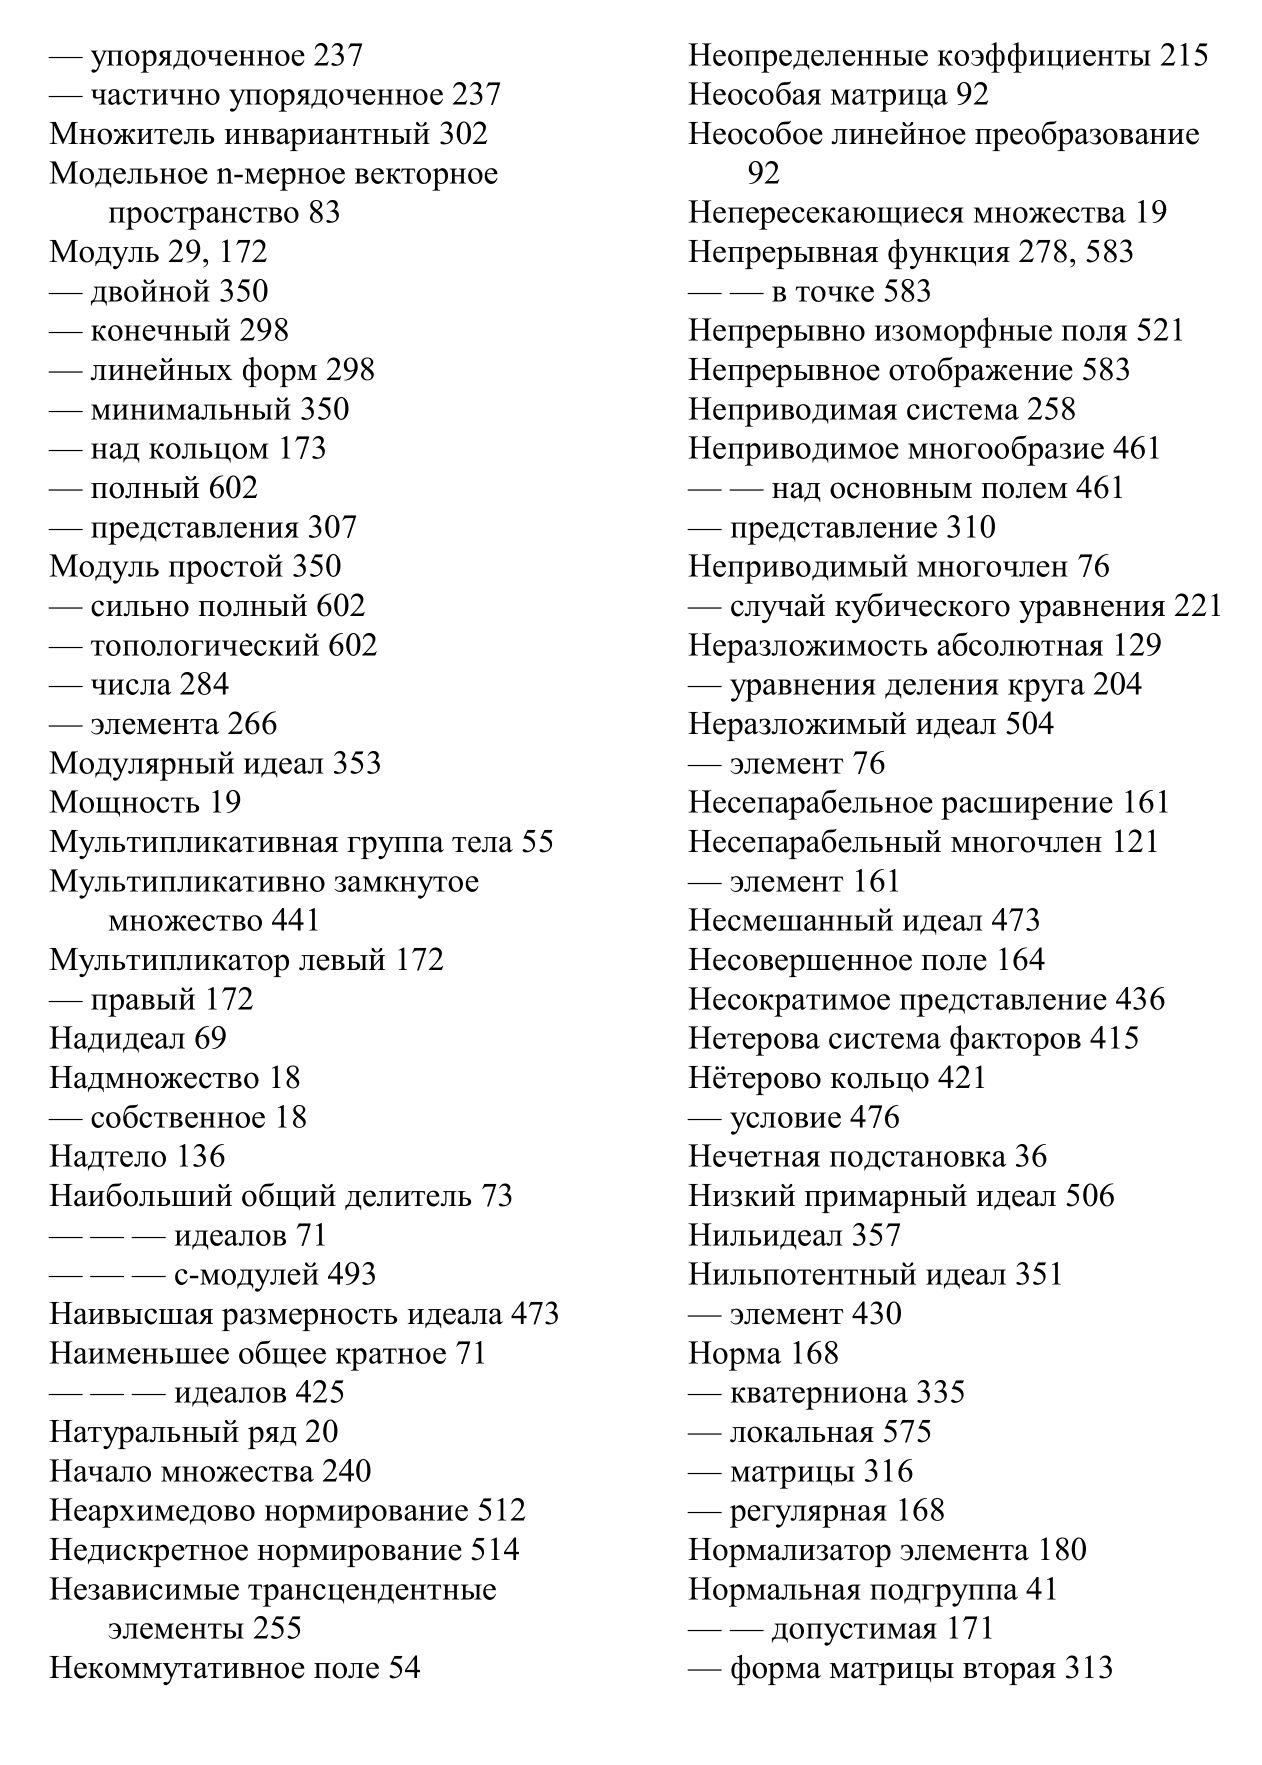 — упорядоченное 237
— частично упорядоченное 237
Множитель инвариантный 302
Модельное n-мерное векторное
пространство 83
Модуль 29, 172
— двойной 350
— конечный 298
— линейных форм 298
— минимальный 350
— над кольцом 173
— полный 602
— представления 307
Модуль простой 350
— сильно полный 602
— топологический 602
— числа 284
— элемента 266
Модулярный идеал 353
Мощность 19
Мультипликативная группа тела 55
Мультипликативно замкнутое
множество 441
Мультипликатор левый 172
— правый 172
Надидеал 69
Надмножество 18
— собственное 18
Надтело 136
Наибольший общий делитель 73
— — — идеалов 71
— — — с-модулей 493
Наивысшая размерность идеала 473
Наименьшее общее кратное 71
— — — идеалов 425
Натуральный ряд 20
Начало множества 240
Неархимедово нормирование 512
Недискретное нормирование 514
Независимые трансцендентные
элементы 255
Некоммутативное поле 54
Неопределенные коэффициенты 215
Неособая матрица 92
Неособое линейное преобразование
92
Непересекающиеся множества 19
Непрерывная функция 278, 583
— — в точке 583
Непрерывно изоморфные поля 521
Непрерывное отображение 583
Неприводимая система 258
Неприводимое многообразие 461
— — над основным полем 461
— представление 310
Неприводимый многочлен 76
— случай кубического уравнения 221
Неразложимость абсолютная 129
— уравнения деления круга 204
Неразложимый идеал 504
— элемент 76
Несепарабельное расширение 161
Несепарабельный многочлен 121
— элемент 161
Несмешанный идеал 473
Несовершенное поле 164
Несократимое представление 436
Нетерова система факторов 415
Нётерово кольцо 421
— условие 476
Нечетная подстановка 36
Низкий примарный идеал 506
Нильидеал 357
Нильпотентный идеал 351
— элемент 430
Норма 168
— кватерниона 335
— локальная 575
— матрицы 316
— регулярная 168
Нормализатор элемента 180
Нормальная подгруппа 41
— — допустимая 171
— форма матрицы вторая 313